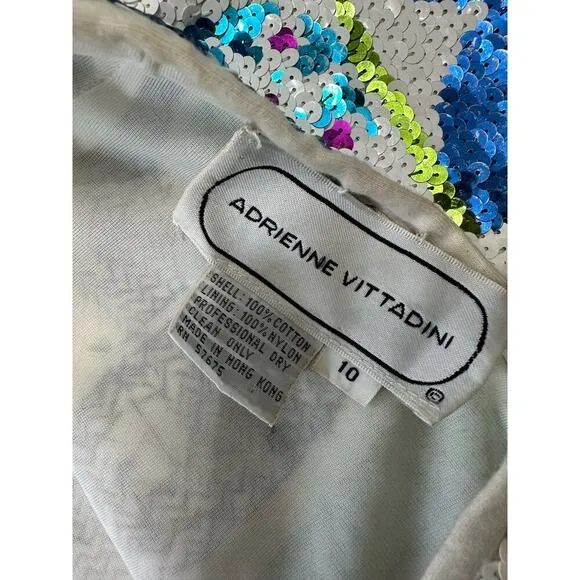 ADRIENNE VITTADINI
®
SHELL: 100% COTTON
LINING: 100% NYLON
PROFESSIONAL DRY
CLEAN ONLY
MADE IN HONG KONG
RN 57675
10